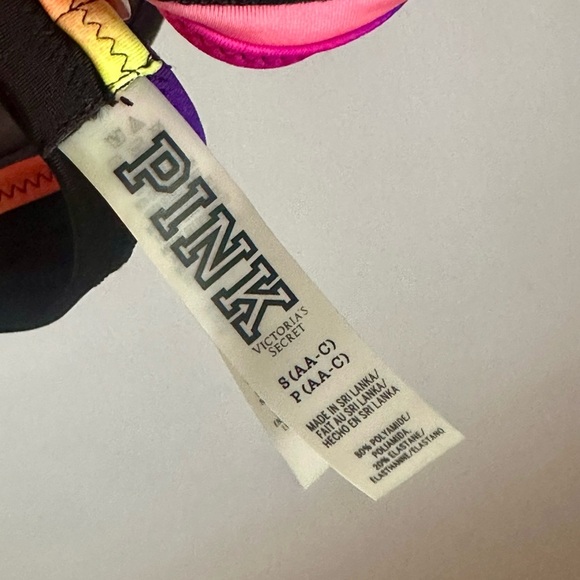 PINK
VICTORIA'S
SECRET
S(AA-C)
P(AA-C)
MADE IN SRI LANKA/
FAIT AU SRI LANKA/
HECHO EN SRI LANKA
80% POLYAMIDE/
POLIAMIDA,
20% ELASTANE/
ELASTHANNE/ELASTANO